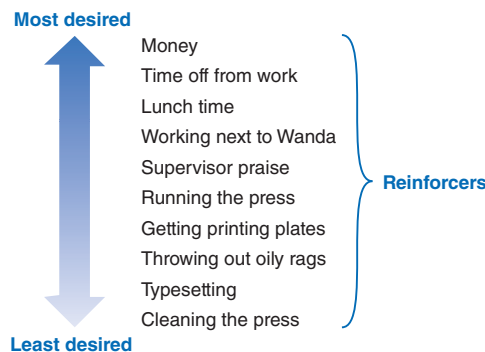 Most desired
Money
Time off from work
Lunch time
Working next to Wanda
Supervisor praise
Running the press
Getting printing plates
Throwing out oily rags
Typesetting
Cleaning the press
Least desired
Reinforcers